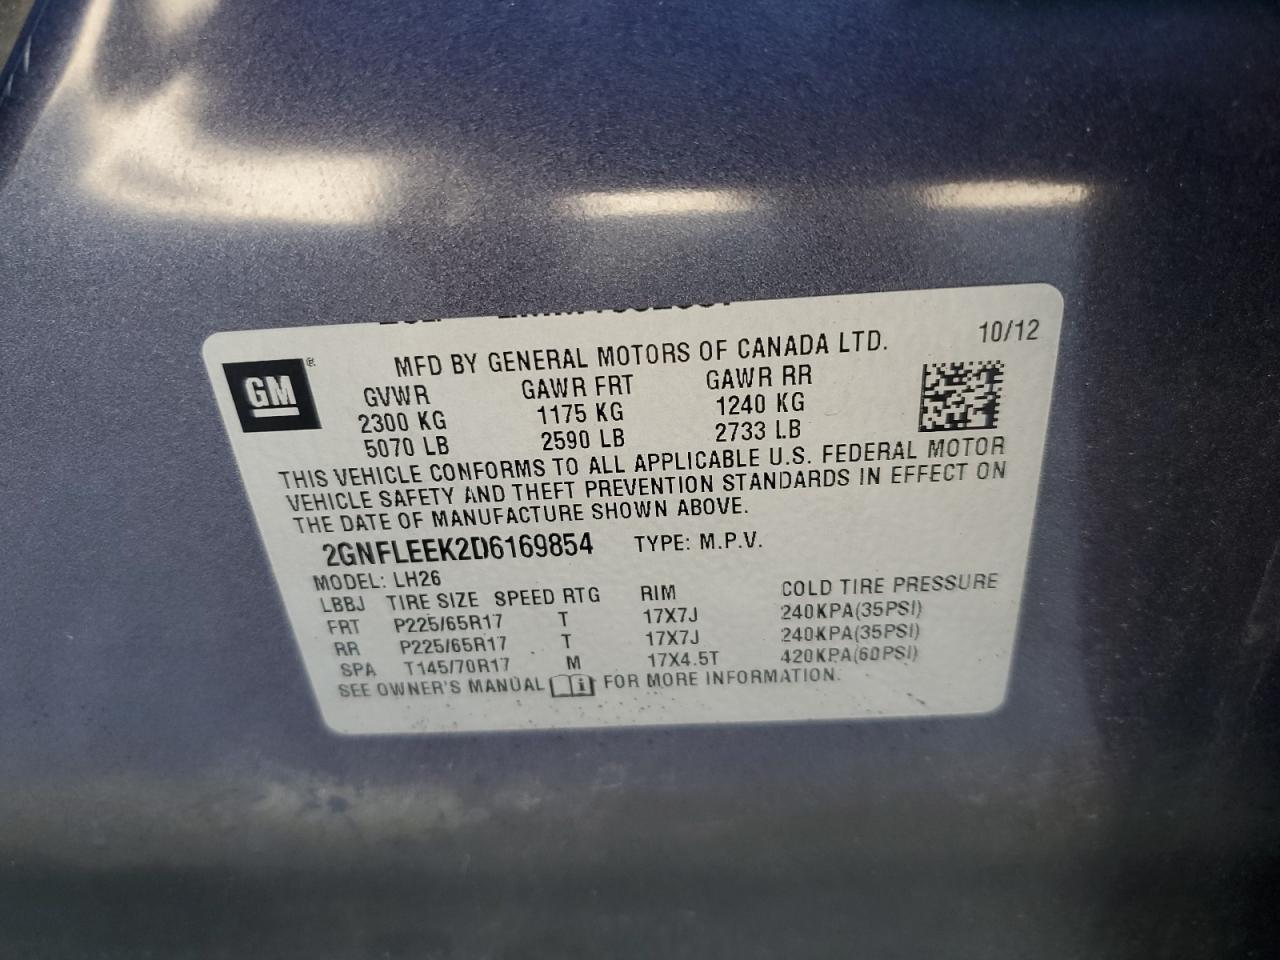 MFD BY GENERAL MOTORS OF CANADA LTD. 10/12
GM®
GVWR GAWR FRT GAWR RR
2300 KG 1175 KG 1240 KG
5070 LB 2590 LB 2733 LB
THIS VEHICLE CONFORMS TO ALL APPLICABLE U.S. FEDERAL MOTOR
VEHICLE SAFETY AND THEFT PREVENTION STANDARDS IN EFFECT ON
THE DATE OF MANUFACTURE SHOWN ABOVE.
2GNFLEEK2D6169854 TYPE: M.P.V.
MODEL: LH26
LBBJ TIRE SIZE SPEED RTG RIM COLD TIRE PRESSURE
FRT P225/65R17 T 17X7J 240KPA(35PSI)
RR P225/65R17 T 17X7J 240KPA(35PSI)
SPA T145/70R17 M 17X4.5T 420KPA(60PSI)
SEE OWNER'S MANUAL i FOR MORE INFORMATION.